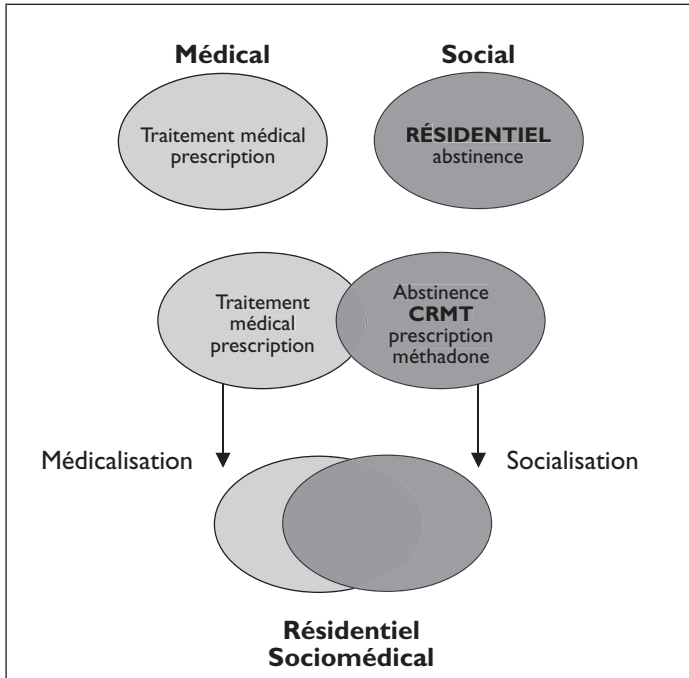 Médical
Social
Traitement médical
prescription
RÉSIDENTIEL
abstinence
Traitement
médical
prescription
Abstinence
CRMT
prescription
méthadone
Médicalisation
Socialisation
Résidentiel
Sociomédical